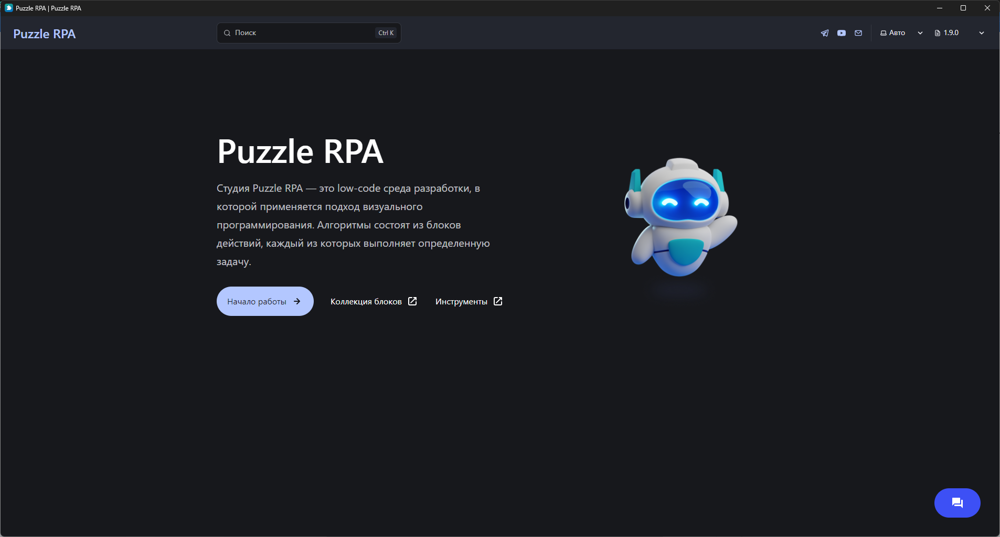 Puzzle RPA | Puzzle RPA
Puzzle RPA
Поиск
Ctrl K
Авто
1.9.0
Puzzle RPA
Студия Puzzle RPA — это low-code среда разработки, в
которой применяется подход визуального
программирования. Алгоритмы состоят из блоков
действий, каждый из которых выполняет определенную
задачу.
Начало работы
Коллекция блоков
Инструменты